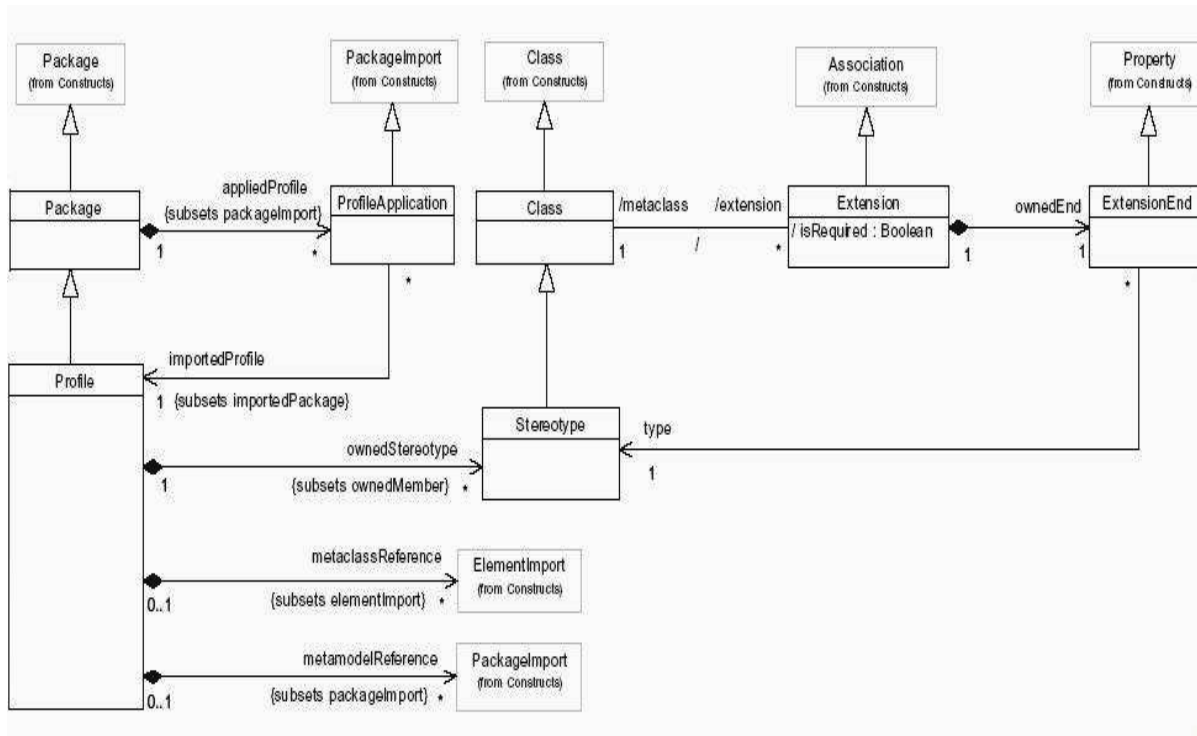 Package
(from Constructs)
PackageImport
(from Constructs)
Class
(from Constructs)
Association
(from Constructs)
Property
(from Constructs)
Package
appliedProfile
{subsets packageImport}
1
*
ProfileApplication
*
Class
/metaclass
/extension
1
/
*
Extension
/ isRequired : Boolean
ownedEnd
1
1
ExtensionEnd
*
Profile
importedProfile
1 {subsets importedPackage}
ownedStereotype
1
{subsets ownedMember} *
Stereotype
type
1
metaclassReference
0..1
{subsets elementImport} *
ElementImport
(from Constructs)
metamodelReference
0..1
{subsets packageImport} *
PackageImport
(from Constructs)